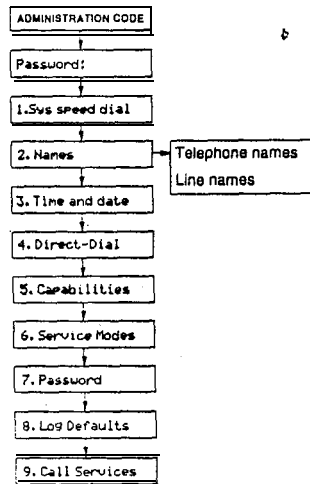 ADMINISTRATION CODE
Password:
1.Sys speed dial
2. Names
Telephone names
Line names
3. Time and date
4. Direct-Dial
5. Capabilities
6. Service Modes
7. Password
8. Log Defaults
9. Call Services